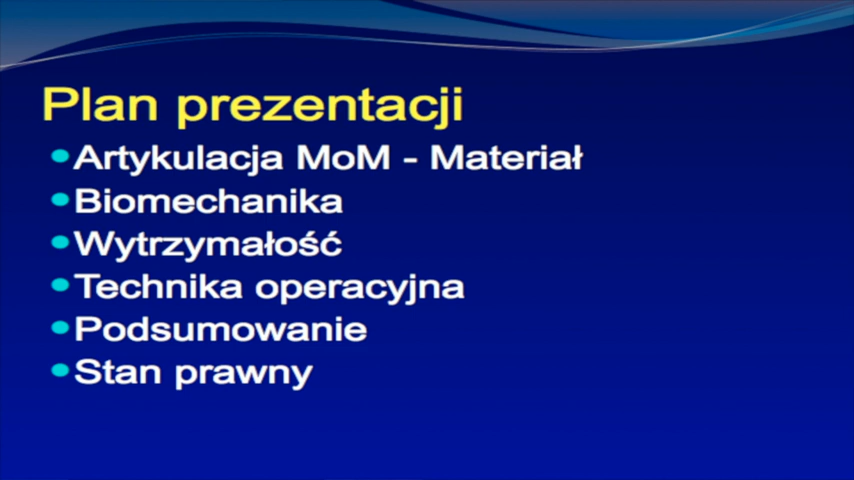 Plan prezentacji
Artykulacja MoM - Materiał
Biomechanika
Wytrzymałość
Technika operacyjna
Podsumowanie
Stan prawny